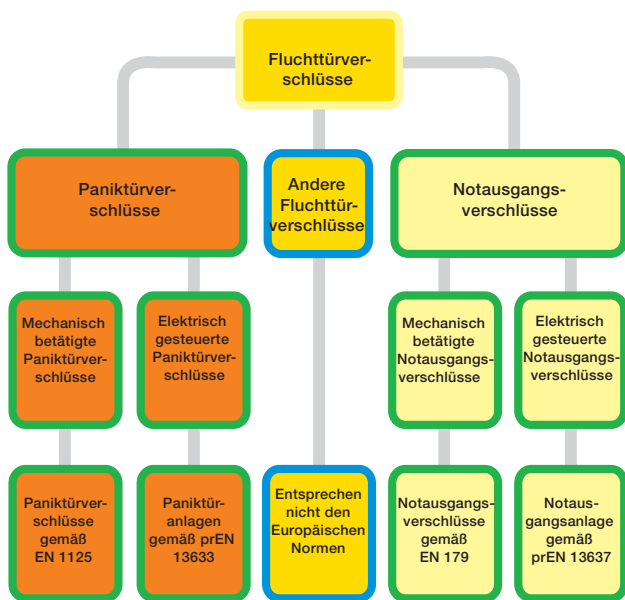 Fluchttürver-
schlüsse
Paniktürver-
schlüsse
Andere
Fluchttür-
verschlüsse
Notausgangs-
verschlüsse
Mechanisch
betätigte
Paniktürver-
schlüsse
Elektrisch
gesteuerte
Paniktürver-
schlüsse
Mechanisch
betätigte
Notausgangs-
verschlüsse
Elektrisch
gesteuerte
Notausgangs-
verschlüsse
Paniktürver-
schlüsse gemäß
EN 1125
Paniktür-
anlagen
gemäß prEN
13633
Entsprechen
nicht den
Europäischen
Normen
Notausgangs-
verschlüsse
gemäß
EN 179
Notaus-
gangsanlage
gemäß
prEN 13637